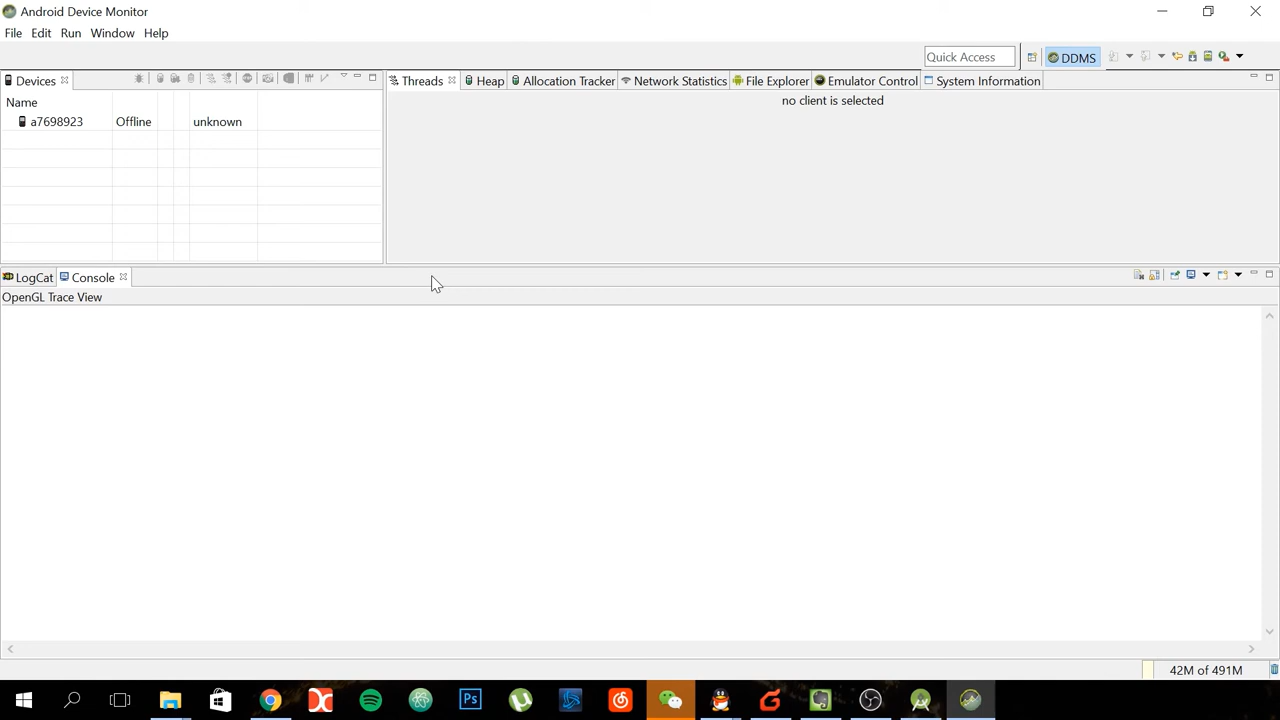 Android Device Monitor
File Edit Run Window Help
Quick Access DDMS
Devices Threads Heap Allocation Tracker Network Statistics File Explorer Emulator Control System Information
Name no client is selected
a7698923 Offline unknown
LogCat Console
OpenGL Trace View
42M of 491M
Ps